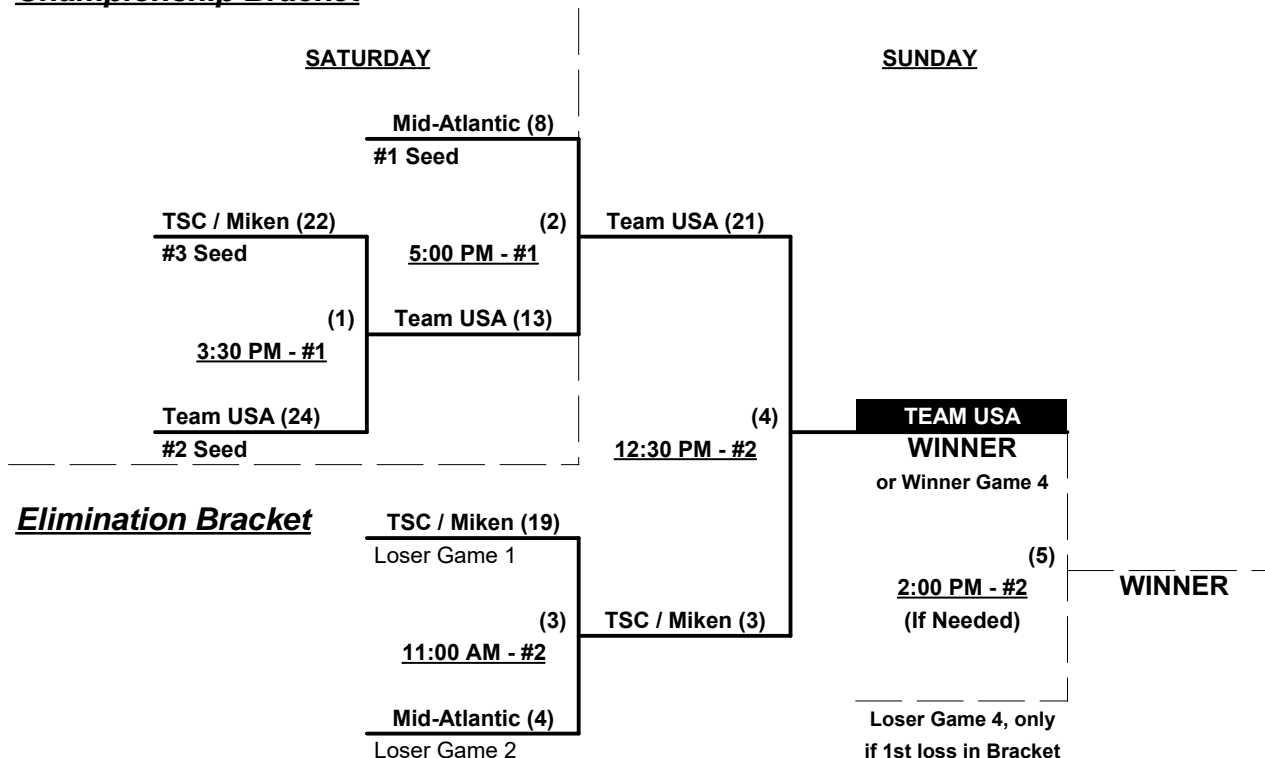 Championship Bracket
SATURDAY
SUNDAY
Mid-Atlantic (8)
#1 Seed
TSC / Miken (22)
(2)
Team USA (21)
#3 Seed
5:00 PM - #1
(1)
Team USA (13)
3:30 PM - #1
Team USA (24)
(4)
TEAM USA
#2 Seed
12:30 PM - #2
WINNER
or Winner Game 4
Elimination Bracket
TSC / Miken (19)
Loser Game 1
(5)
2:00 PM - #2
WINNER
(3)
TSC / Miken (3)
(If Needed)
11:00 AM - #2
Mid-Atlantic (4)
Loser Game 4, only
Loser Game 2
if 1st loss in Bracket